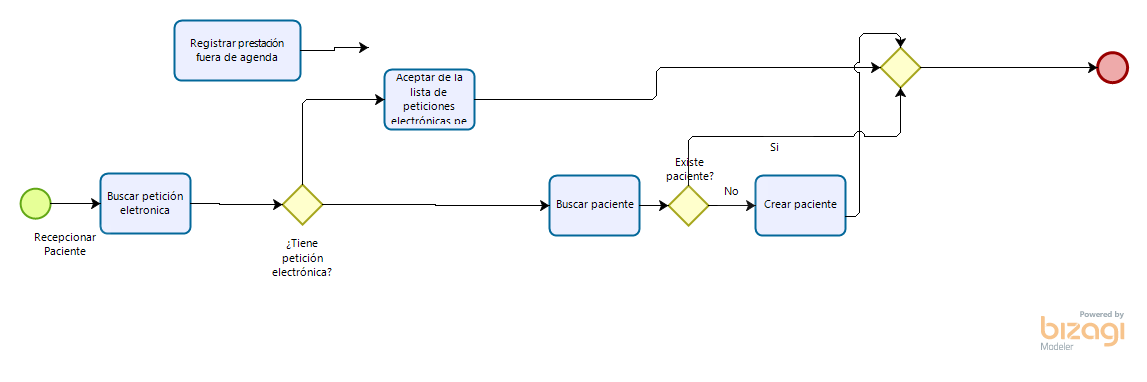 Registrar prestación
fuera de agenda
Aceptar de la
lista de
peticiones
electrónicas pe
Si
Existe
paciente?
No
Buscar petición
eletronica
Buscar paciente
Crear paciente
Recepcionar
Paciente
¿Tiene
petición
electrónica?
Powered by
bizagi
Modeler